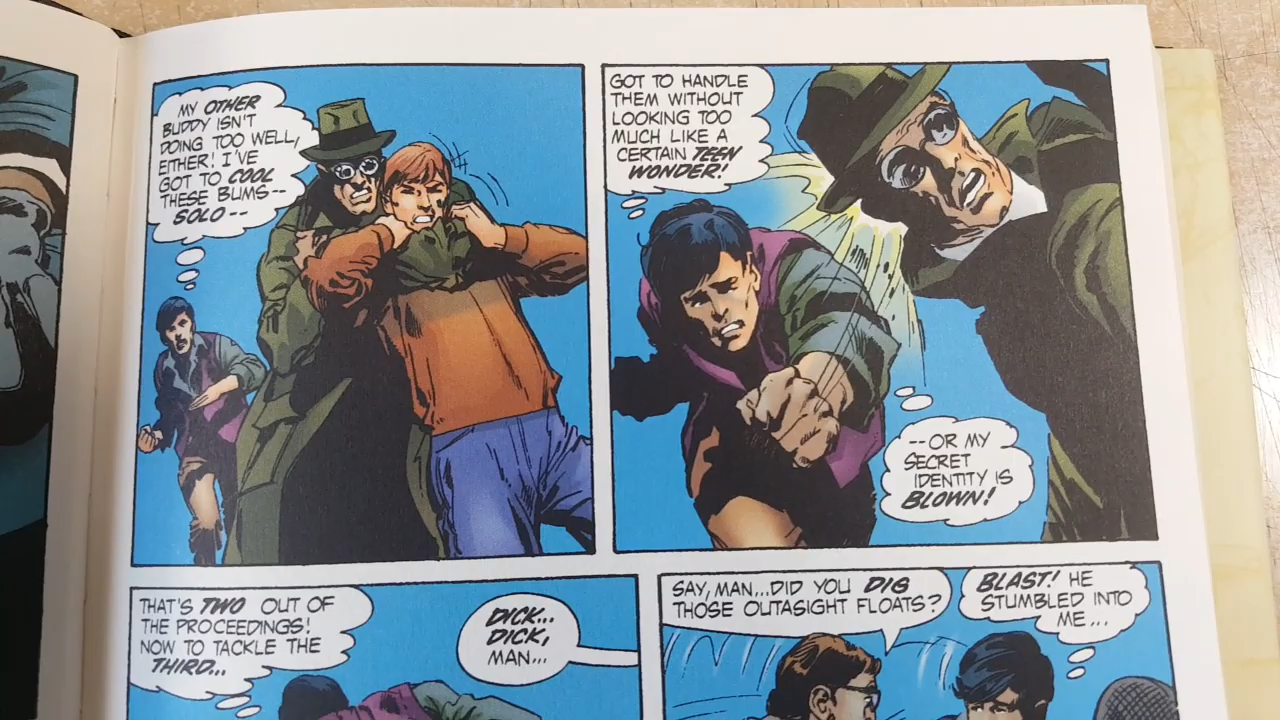 MY OTHER
BUDDY ISN'T
DOING TOO WELL,
EITHER! I'VE
GOT TO COOL
THESE BUMS--
SOLO--
GOT TO HANDLE
THEM WITHOUT
LOOKING TOO
MUCH LIKE A
CERTAIN TEEN
WONDER!
--OR MY
SECRET
IDENTITY IS
BLOWN!
THAT'S TWO OUT OF
THE PROCEEDINGS!
NOW TO TACKLE THE
THIRD...
DICK...
DICK,
MAN...
SAY, MAN...DID YOU DIG
THOSE OUTASIGHT FLOATS?
BLAST! HE
STUMBLED INTO
ME...